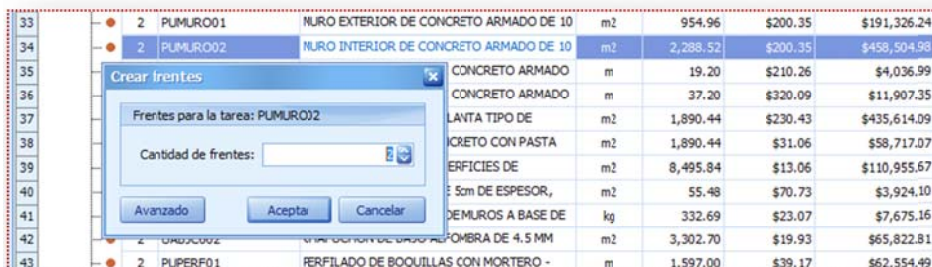 33 2 PUMURO01 MURO EXTERIOR DE CONCRETO ARMADO DE 10 m2 954.96 $200.35 $191,326.24
34 2 PUMURO02 MURO INTERIOR DE CONCRETO ARMADO DE 10 m2 2,288.52 $200.35 $458,504.98
35 CONCRETO ARMADO m 19.20 $210.26 $4,036.99
36 CONCRETO ARMADO m 37.20 $320.09 $11,907.35
37 LANTA TIPO DE m2 1,890.44 $230.43 $435,614.09
38 CRETO CON PASTA m2 1,890.44 $31.06 $58,717.07
39 ERFICIES DE m2 8,495.84 $13.06 $110,955.67
40 5cm DE ESPESOR, m2 55.48 $70.73 $3,924.10
41 DE MUROS A BASE DE kg 332.69 $23.07 $7,675.16
42 2 ALFOMBRA DE 4.5 MM m2 3,302.70 $19.93 $65,822.81
43 2 PUPERF01 PERFILADO DE BOQUILLAS CON MORTERO - m 1,597.00 $39.17 $62,554.49
Crear frentes
Frentes para la tarea: PUMURO02
Cantidad de frentes: 2
Avanzado Aceptar Cancelar